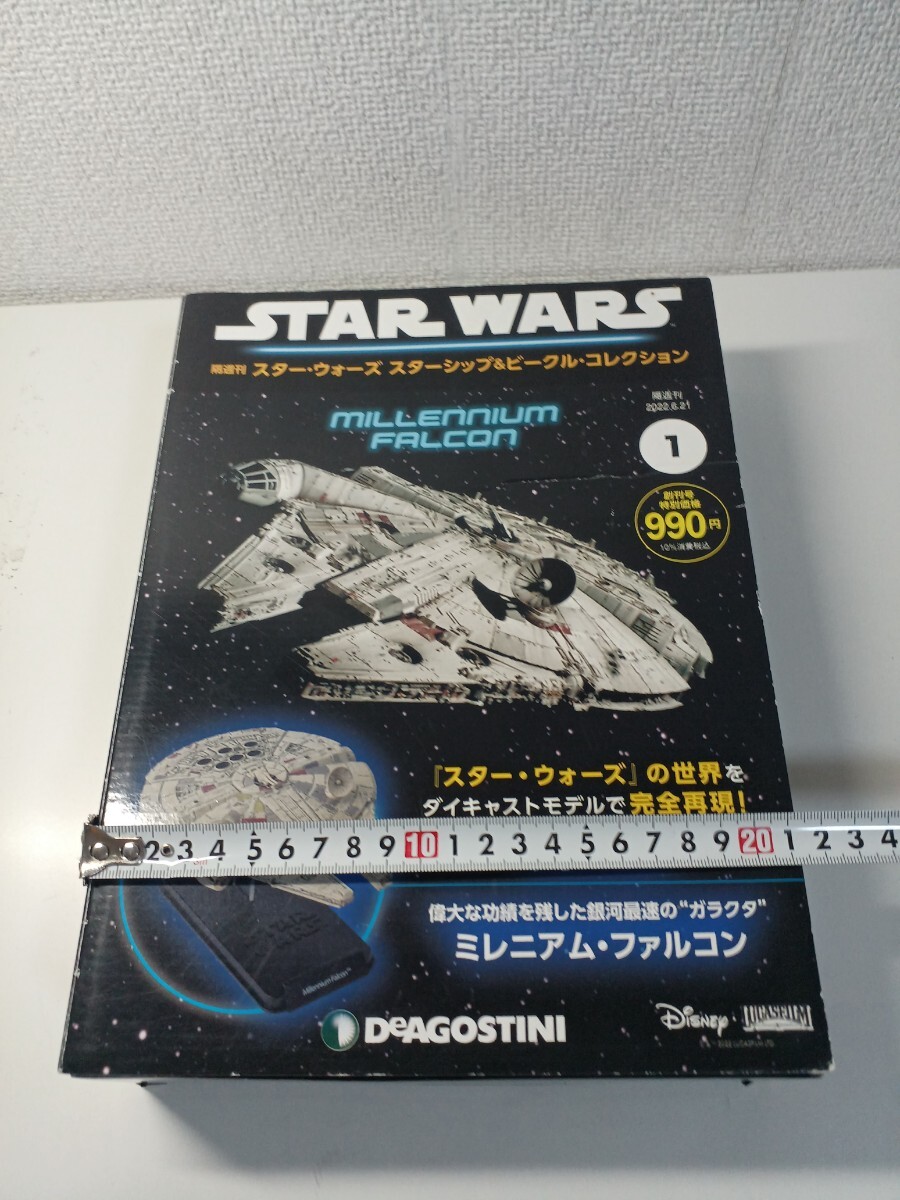 STAR WARS
隔週刊 スター・ウォーズ スターシップ&ビークル・コレクション
隔週刊
2022.6.21
1
MILLENNIUM
FALCON
創刊号
特別価格
990円
10%消費税込
『スター・ウォーズ』の世界を
ダイキャストモデルで完全再現!
2 3 4 5 6 7 8 9 10 1 2 3 4 5 6 7 8 9 20 1 2 3 4
偉大な功績を残した銀河最速の"ガラクタ"
ミレニアム・ファルコン
Millennium Falcon™
DeAGOSTINI
Disney
LUCASFILM